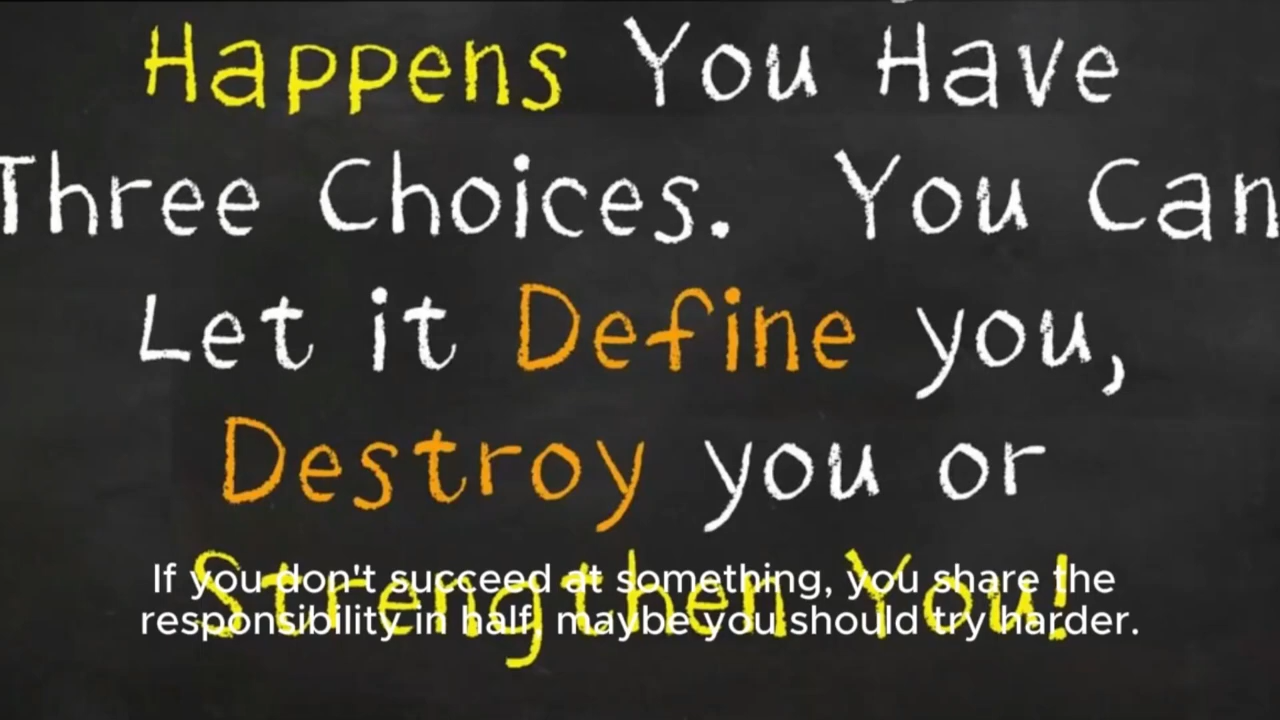 Happens You Have
Three Choices. You Can
Let it Define you,
Destroy you or
Strengthen You!
If you don't succeed at something, you share the
responsibility in half, maybe you should try harder.